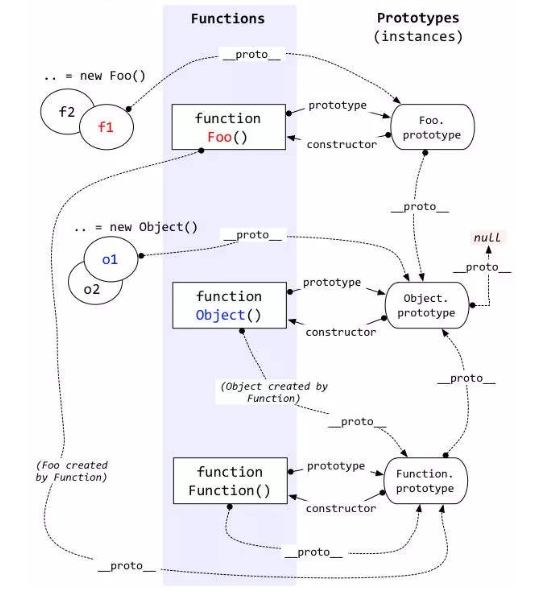 Functions
Prototypes
(instances)
__proto__
.. = new Foo()
f2
f1
function
Foo()
prototype
constructor
Foo.
prototype
__proto__
.. = new Object()
__proto__
null
o1
o2
__proto__
function
Object()
prototype
constructor
Object.
prototype
(Object created by
Function)
__proto__
__proto__
(Foo created
by Function)
function
Function()
prototype
constructor
Function.
prototype
__proto__
__proto__